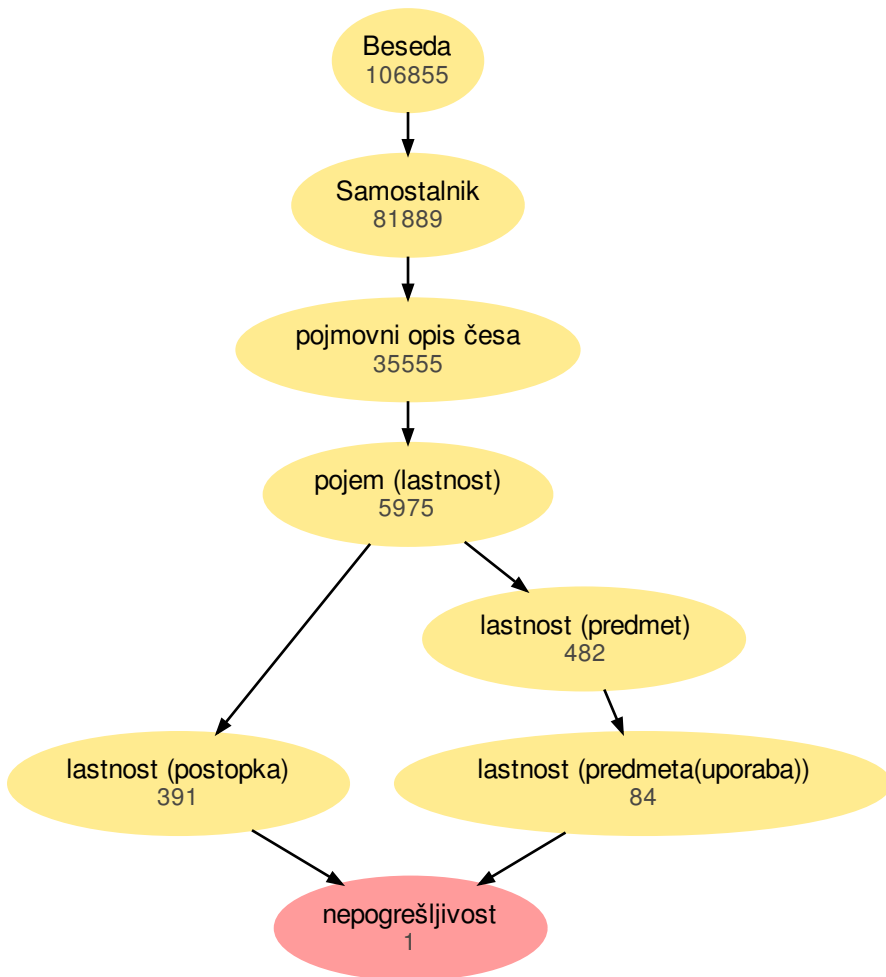 Beseda
106855
Samostalnik
81889
pojmovni opis česa
35555
pojem (lastnost)
5975
lastnost (predmet)
482
lastnost (postopka)
391
lastnost (predmeta(uporaba))
84
nepogrešljivost
1